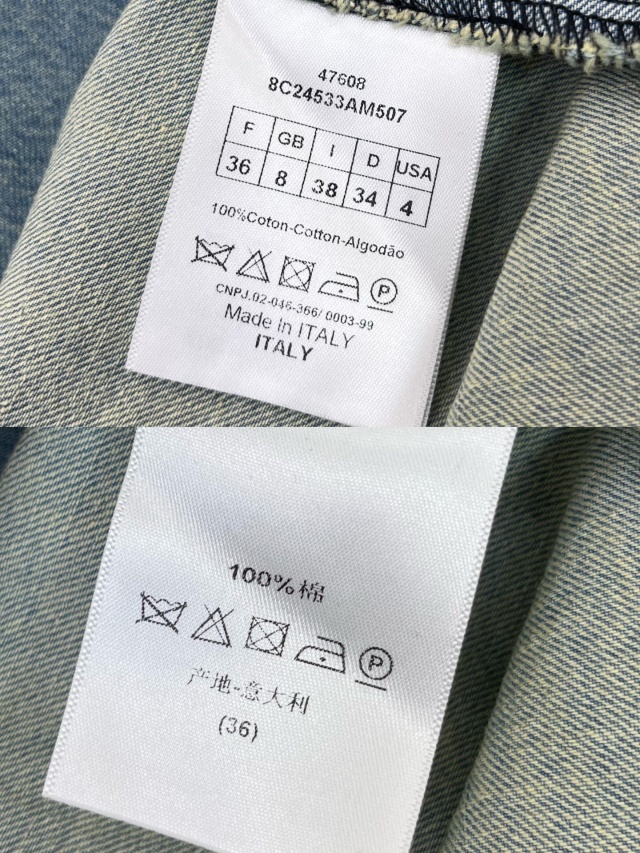 47608
8C24533AM507
F GB I D USA
36 8 38 34 4
100%Coton-Cotton-Algodão
P
CNPJ.02-046-366/0003-99
Made in ITALY
ITALY
100%棉
P
产地-意大利
(36)